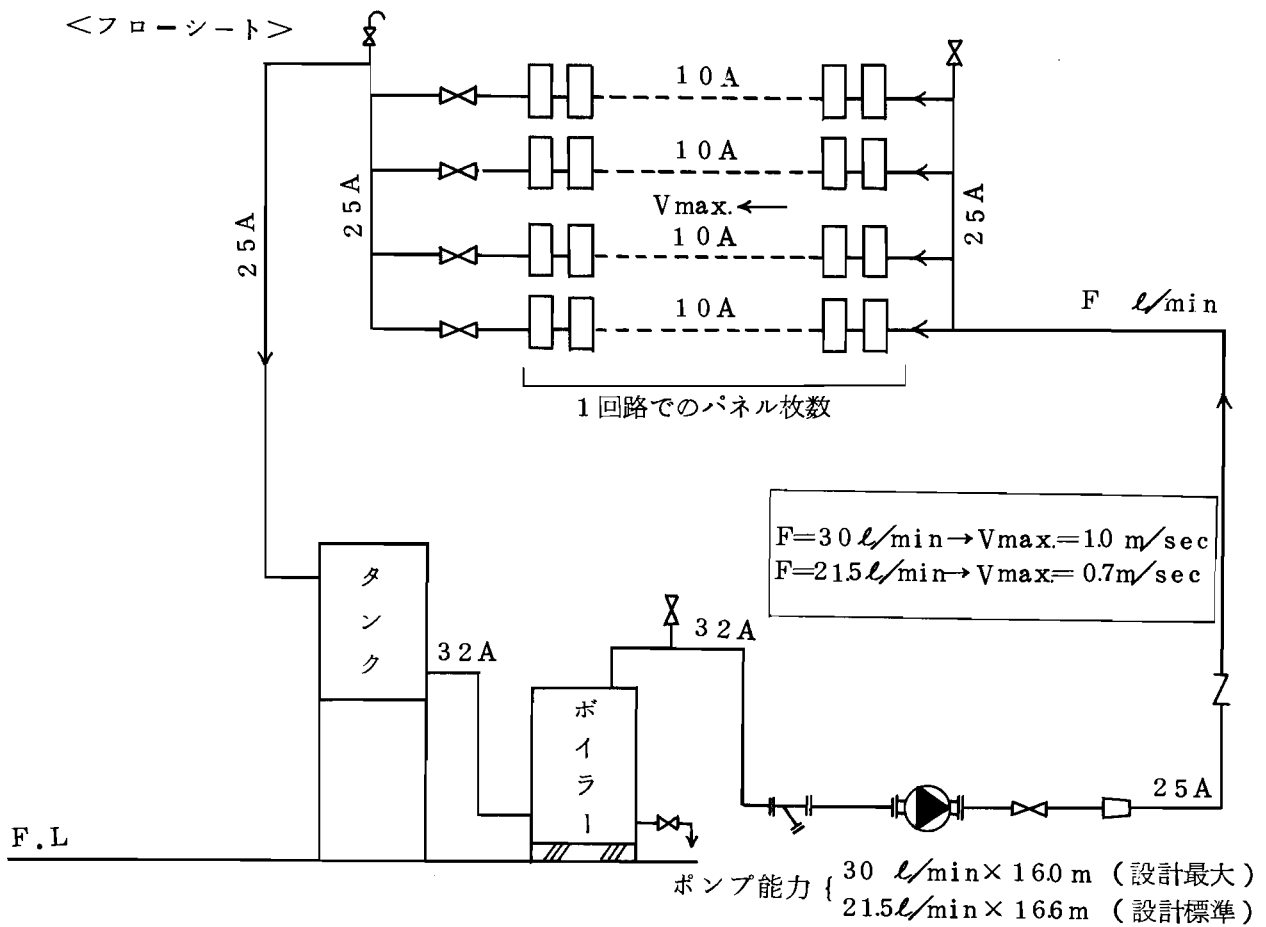 <フローシート>
10A
10A
Vmax.
10A
10A
25A
25A
25A
F ℓ/min
1回路でのパネル枚数
F=30ℓ/min→Vmax.=1.0 m/sec
F=21.5ℓ/min→Vmax.=0.7m/sec
タンク
32A
ボイラー
32A
25A
F.L
ポンプ能力
30 ℓ/min×16.0m (設計最大)
21.5ℓ/min×16.6m (設計標準)